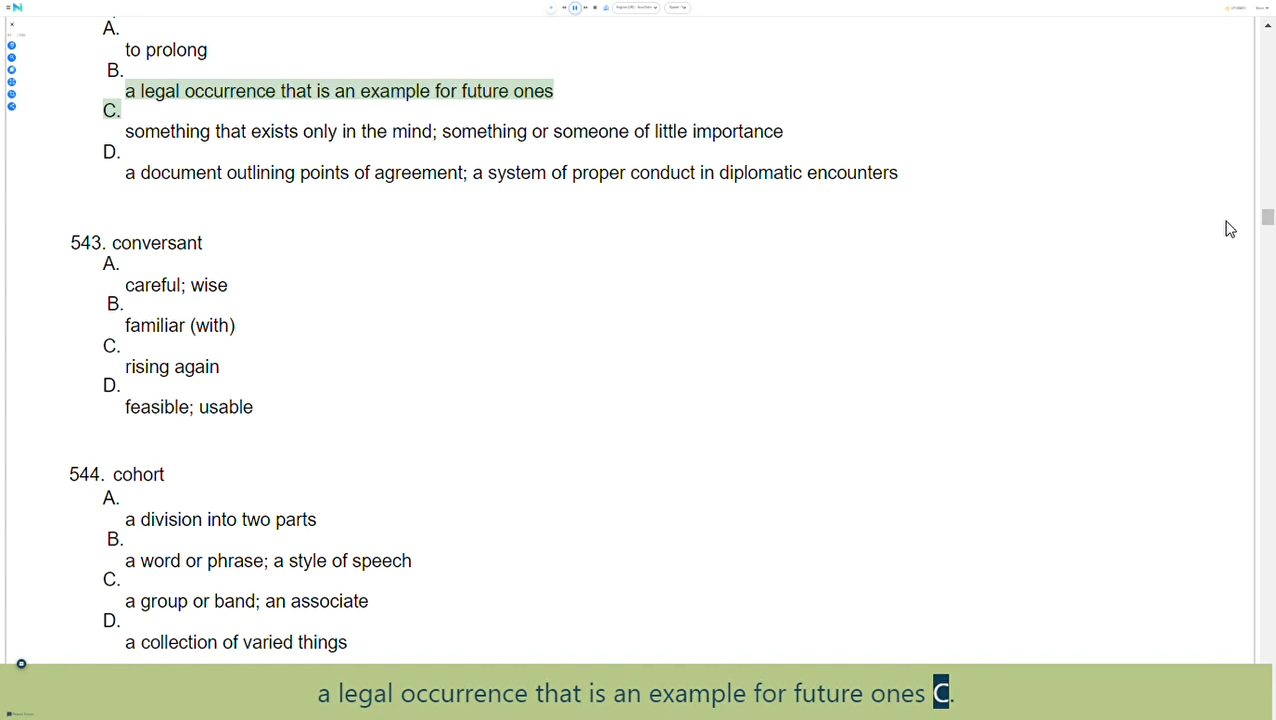 A.
to prolong
B.
a legal occurrence that is an example for future ones
C.
something that exists only in the mind; something or someone of little importance
D.
a document outlining points of agreement; a system of proper conduct in diplomatic encounters
543. conversant
A.
careful; wise
B.
familiar (with)
C.
rising again
D.
feasible; usable
544. cohort
A.
a division into two parts
B.
a word or phrase; a style of speech
C.
a group or band; an associate
D.
a collection of varied things
a legal occurrence that is an example for future ones C.